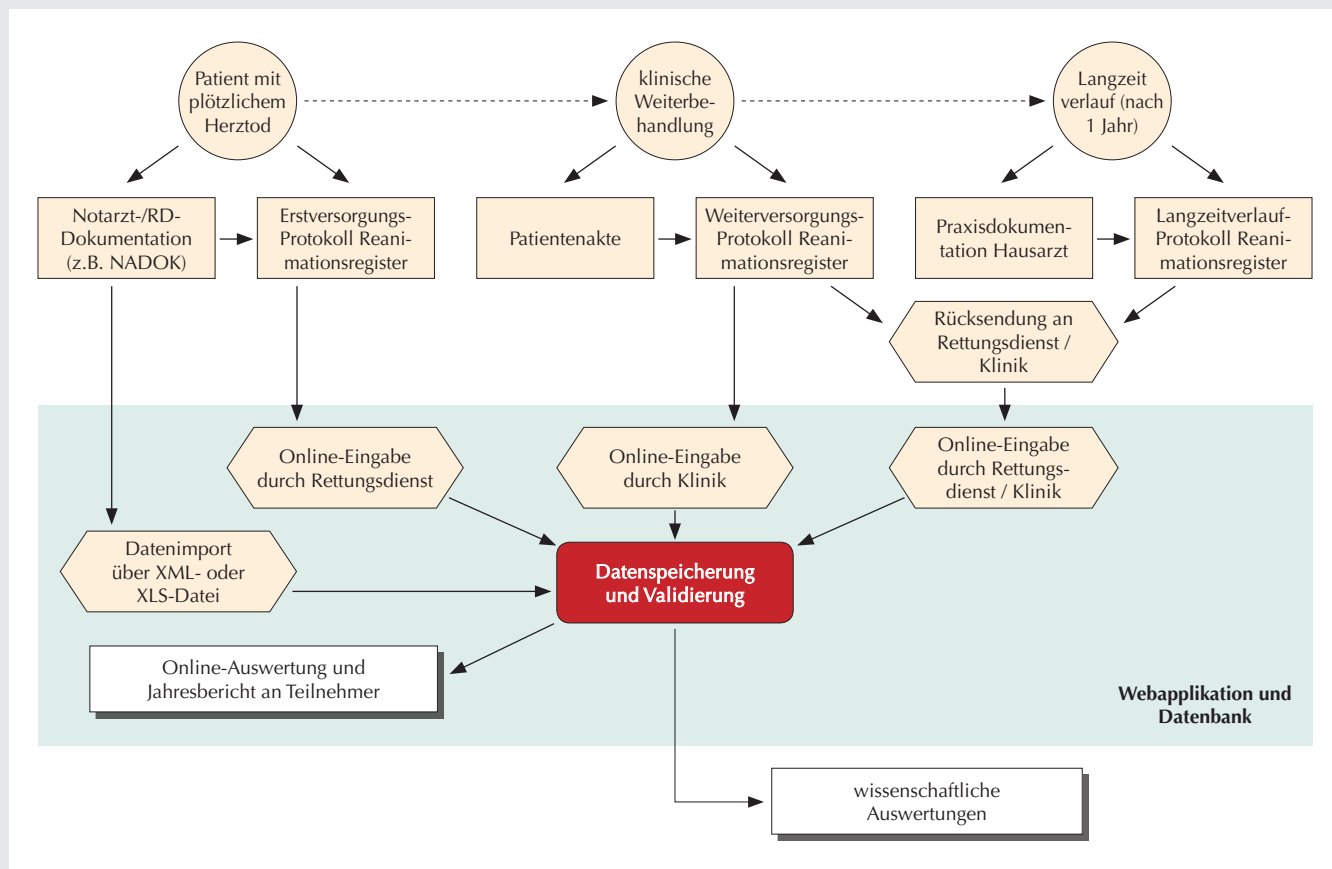 Patient mit
plötzlichem
Herztod
klinische
Weiterbe-
handlung
Langzeit
verlauf (nach
1 Jahr)
Notarzt-/RD-
Dokumentation
(z.B. NADOK)
Erstversorgungs-
Protokoll Reani-
mationsregister
Patientenakte
Weiterversorgungs-
Protokoll Reani-
mationsregister
Praxisdokumen-
tation Hausarzt
Langzeitverlauf-
Protokoll Reani-
mationsregister
Rücksendung an
Rettungsdienst /
Klinik
Online-Eingabe
durch Rettungsdienst
Online-Eingabe
durch Klinik
Online-Eingabe
durch Rettungs-
dienst / Klinik
Datenimport
über XML- oder
XLS-Datei
Datenspeicherung
und Validierung
Online-Auswertung und
Jahresbericht an Teilnehmer
Webapplikation und
Datenbank
wissenschaftliche
Auswertungen